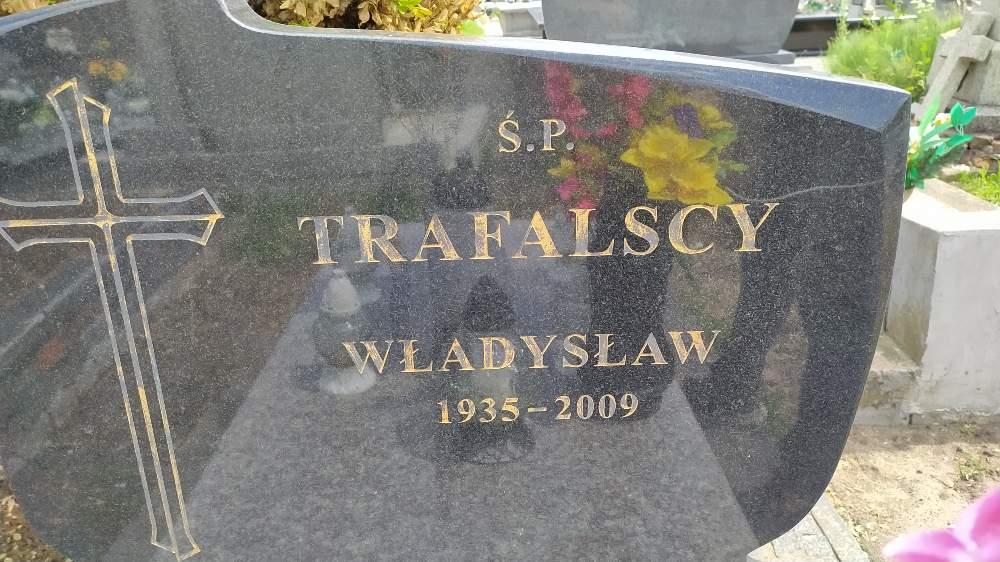 Ś.P.
TRAFALSCY
WŁADYSŁAW
1935-2009